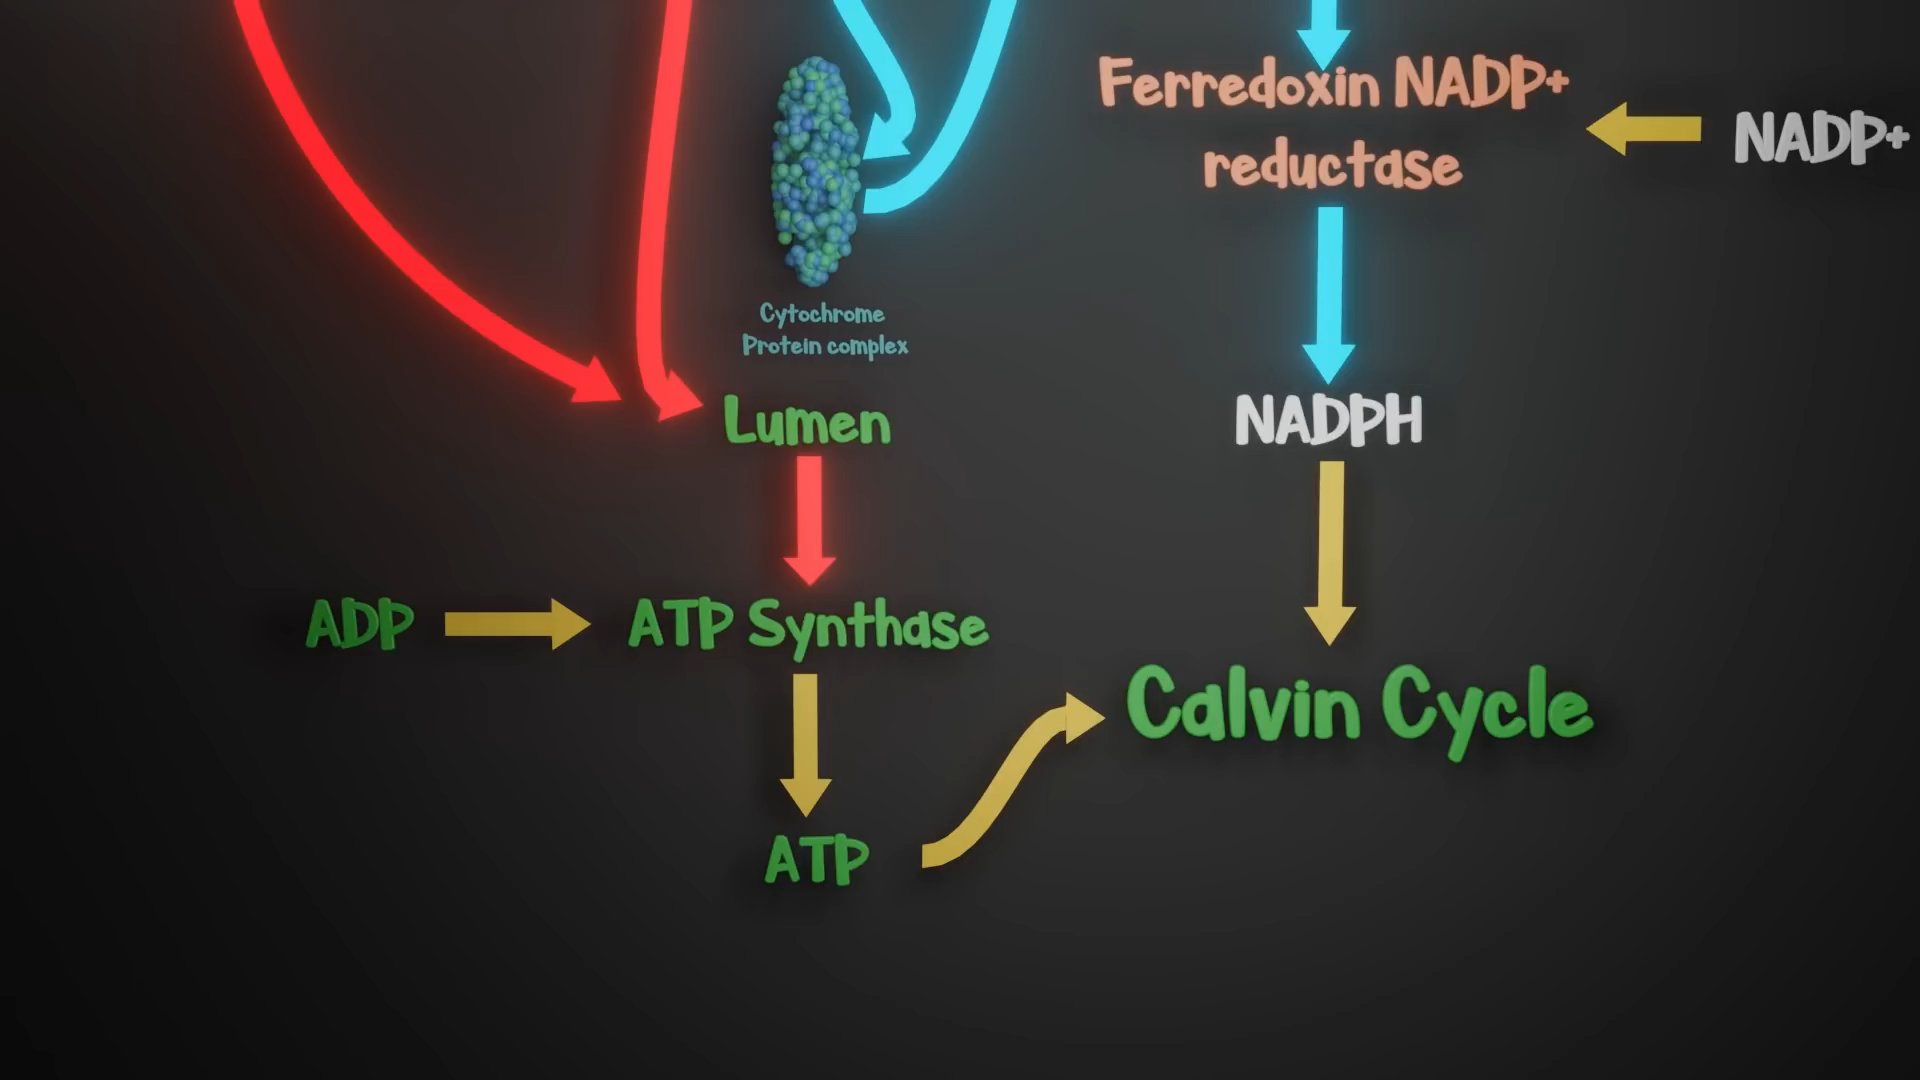 Ferredoxin NADP+
reductase
NADP+
Cytochrome
Protein complex
Lumen
NADPH
ADP
ATP Synthase
Calvin Cycle
ATP